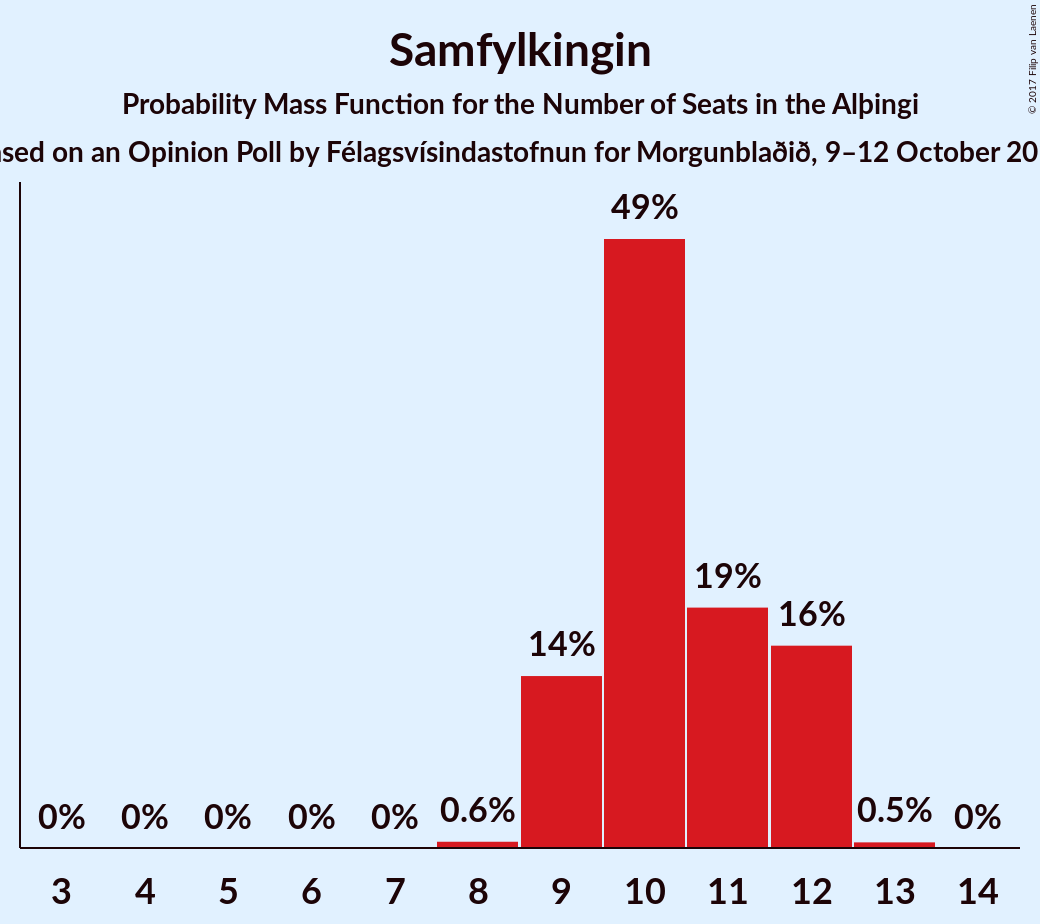 Samfylkingin
Probability Mass Function for the Number of Seats in the Alþingi
on an Opinion Poll by Félagsvísindastofnun for Morgunblaðið, 9–12 October
© 2017 Filip van Laenen
49%
19%
16%
14%
0% 0% 0% 0% 0% 0.6% 0.5% 0%
3 4 5 6 7 8 9 10 11 12 13 14